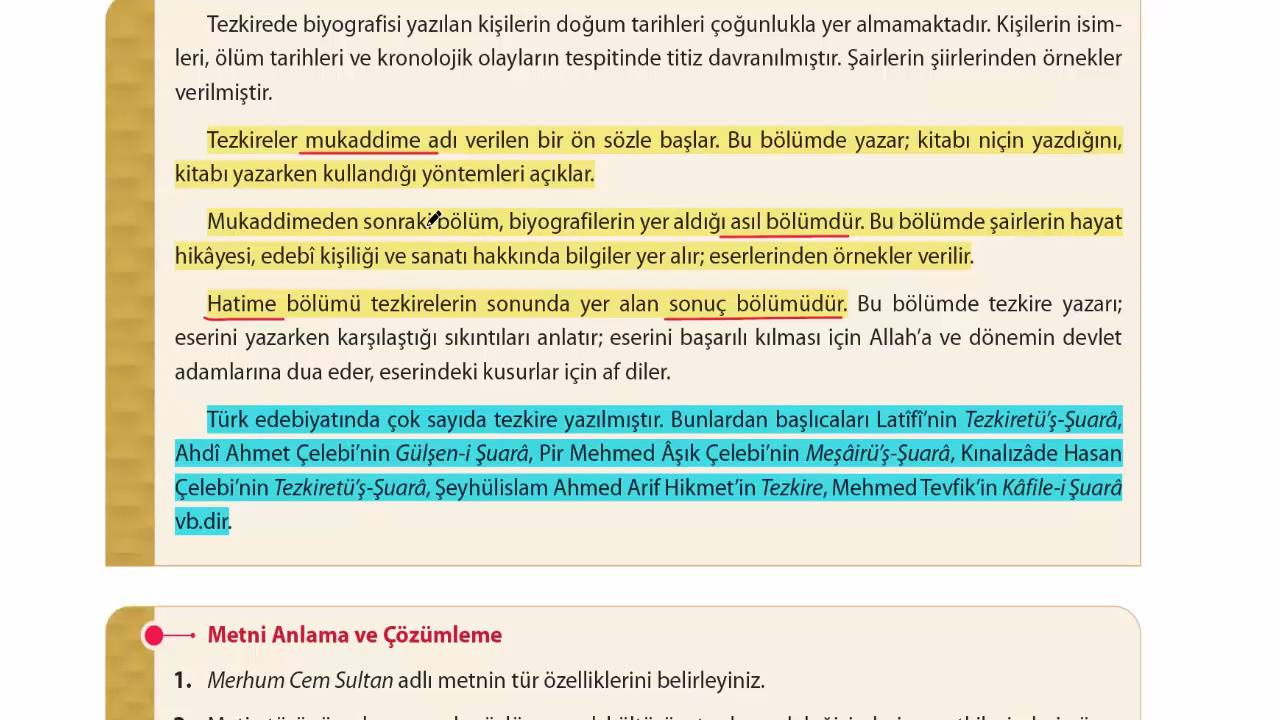 Tezkirede biyografisi yazılan kişilerin doğum tarihleri çoğunlukla yer almamaktadır. Kişilerin isim-
leri, ölüm tarihleri ve kronolojik olayların tespitinde titiz davranılmıştır. Şairlerin şiirlerinden örnekler
verilmiştir.
Tezkireler mukaddime adı verilen bir ön sözle başlar. Bu bölümde yazar; kitabı niçin yazdığını,
kitabı yazarken kullandığı yöntemleri açıklar.
Mukaddimeden sonraki bölüm, biyografilerin yer aldığı asıl bölümdür. Bu bölümde şairlerin hayat
hikâyesi, edebî kişiliği ve sanatı hakkında bilgiler yer alır; eserlerinden örnekler verilir.
Hatime bölümü tezkirelerin sonunda yer alan sonuç bölümüdür. Bu bölümde tezkire yazarı;
eserini yazarken karşılaştığı sıkıntıları anlatır; eserini başarılı kılması için Allah’a ve dönemin devlet
adamlarına dua eder, eserindeki kusurlar için af diler.
Türk edebiyatında çok sayıda tezkire yazılmıştır. Bunlardan başlıcaları Latîfî’nin Tezkiretü’ş-Şuarâ,
Ahdî Ahmet Çelebi’nin Gülşen-i Şuarâ, Pir Mehmed Âşık Çelebi’nin Meşâirü’ş-Şuarâ, Kınalızâde Hasan
Çelebi’nin Tezkiretü’ş-Şuarâ, Şeyhülislam Ahmed Arif Hikmet’in Tezkire, Mehmed Tevfik’in Kâfile-i Şuarâ
vb.dir.
Metni Anlama ve Çözümleme
1. Merhum Cem Sultan adlı metnin tür özelliklerini belirleyiniz.